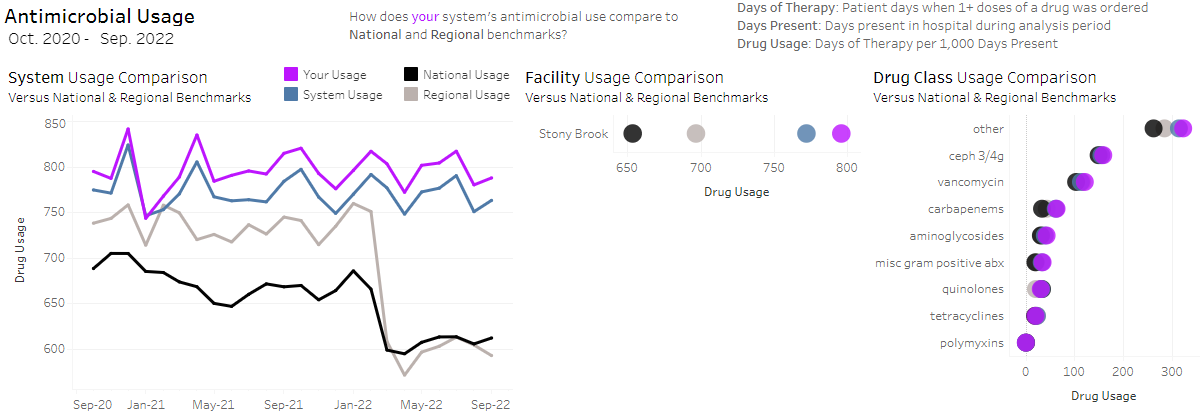 Antimicrobial Usage
Oct. 2020 - Sep. 2022
How does your system's antimicrobial use compare to
National and Regional benchmarks?
Days of Therapy: Patient days when 1+ doses of a drug was ordered
Days Present: Days present in hospital during analysis period
Drug Usage: Days of Therapy per 1,000 Days Present
System Usage Comparison
Versus National & Regional Benchmarks
Your Usage
National Usage
System Usage
Regional Usage
850
800
750
700
650
600
Drug Usage
Sep-20
Jan-21
May-21
Sep-21
Jan-22
May-22
Sep-22
Facility Usage Comparison
Versus National & Regional Benchmarks
Stony Brook
650
700
750
800
Drug Usage
Drug Class Usage Comparison
Versus National & Regional Benchmarks
other
ceph 3/4g
vancomycin
carbapenems
aminoglycosides
misc gram positive abx
quinolones
tetracyclines
polymyxins
0
100
200
300
Drug Usage